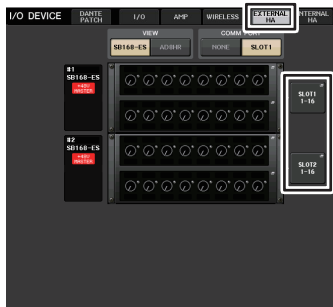 I/O DEVICE
DANTE PATCH
I/O
AMP
WIRELESS
EXTERNAL HA
INTERNAL HA
VIEW
SB168-ES
AD8HR
COMM PORT
NONE
SLOT1
#1
SB168-ES
+48V MASTER
SLOT1
1-16
#2
SB168-ES
+48V MASTER
SLOT2
1-16